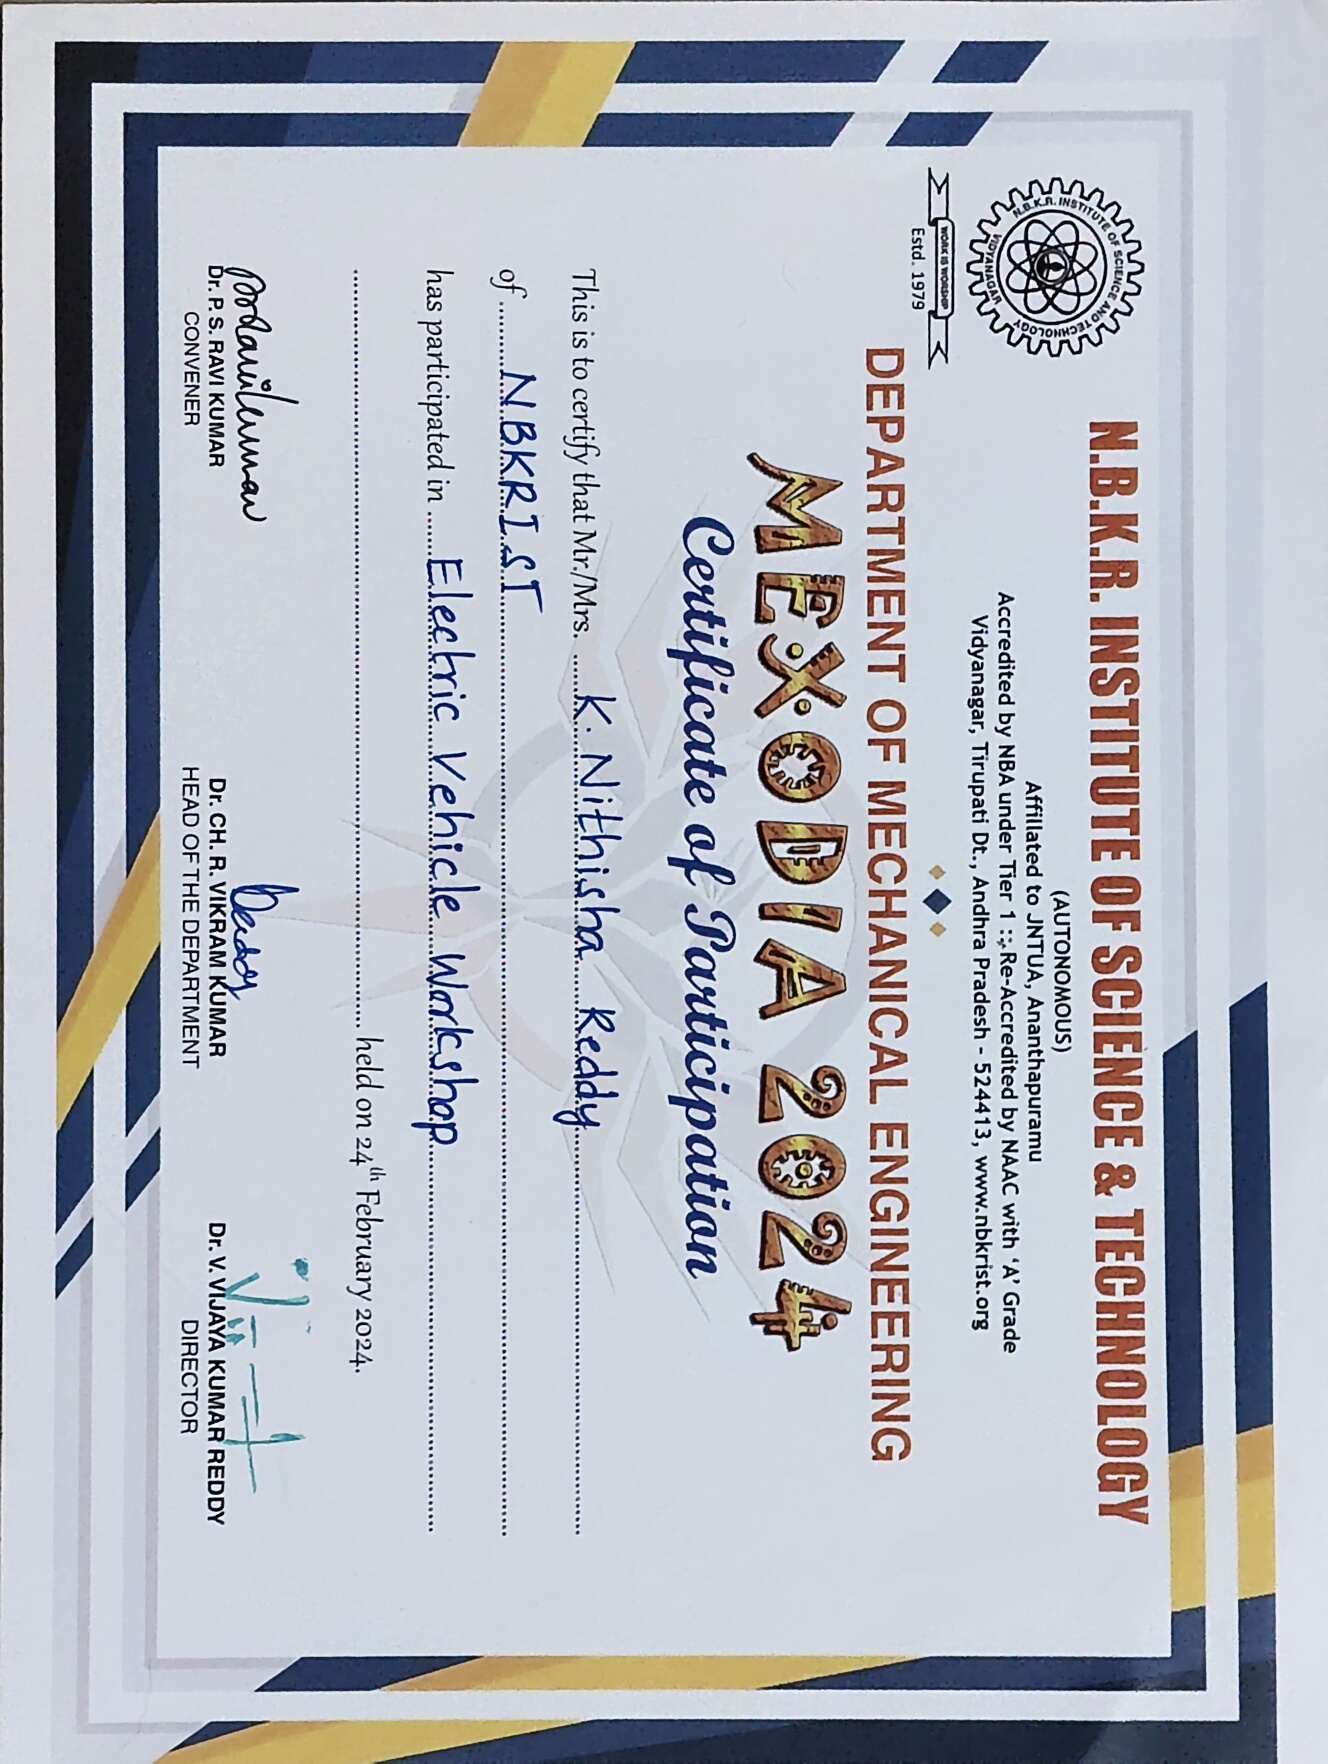 N.B.K.R. INSTITUTE OF SCIENCE AND TECHNOLOGY
VIDYANAGAR
WORK IS WORSHIP
Estd. 1979
N.B.K.R. INSTITUTE OF SCIENCE & TECHNOLOGY
(AUTONOMOUS)
Affillated to JNTUA, Ananthapuramu
Accredited by NBA under Tier 1 :: Re-Accredited by NAAC with ‘A’ Grade
Vidyanagar, Tirupati Dt., Andhra Pradesh - 524413, www.nbkrist.org
DEPARTMENT OF MECHANICAL ENGINEERING
MEXODIA 2024
Certificate of Participation
This is to certify that Mr./Mrs. K. Nithisha Reddy
of NBKRIST
has participated in Electric Vehicle Workshop
held on 24th February 2024.
Dr. P. S. RAVI KUMAR
CONVENER
Dr. CH. R. VIKRAM KUMAR
HEAD OF THE DEPARTMENT
Dr. V. VIJAYA KUMAR REDDY
DIRECTOR